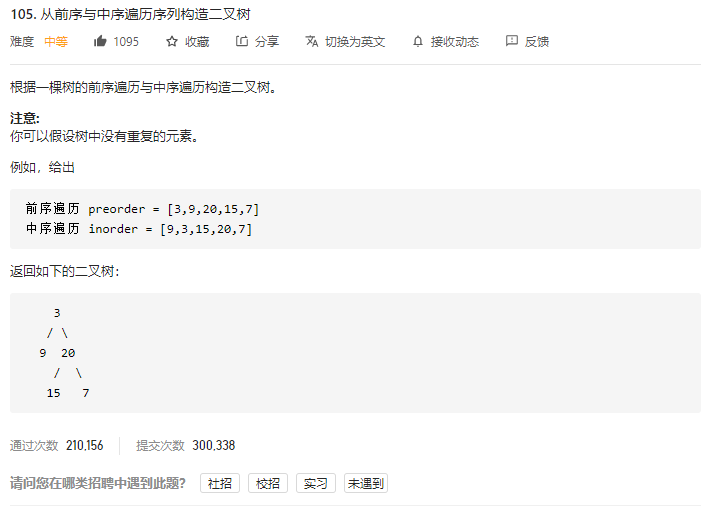 105. 从前序与中序遍历序列构造二叉树
难度 中等 1095 收藏 分享 切换为英文 接收动态 反馈
根据一棵树的前序遍历与中序遍历构造二叉树。
注意:
你可以假设树中没有重复的元素。
例如，给出
前序遍历 preorder = [3,9,20,15,7]
中序遍历 inorder = [9,3,15,20,7]
返回如下的二叉树：
3
/ \
9 20
/ \
15 7
通过次数 210,156 提交次数 300,338
请问您在哪类招聘中遇到此题？ 社招 校招 实习 未遇到